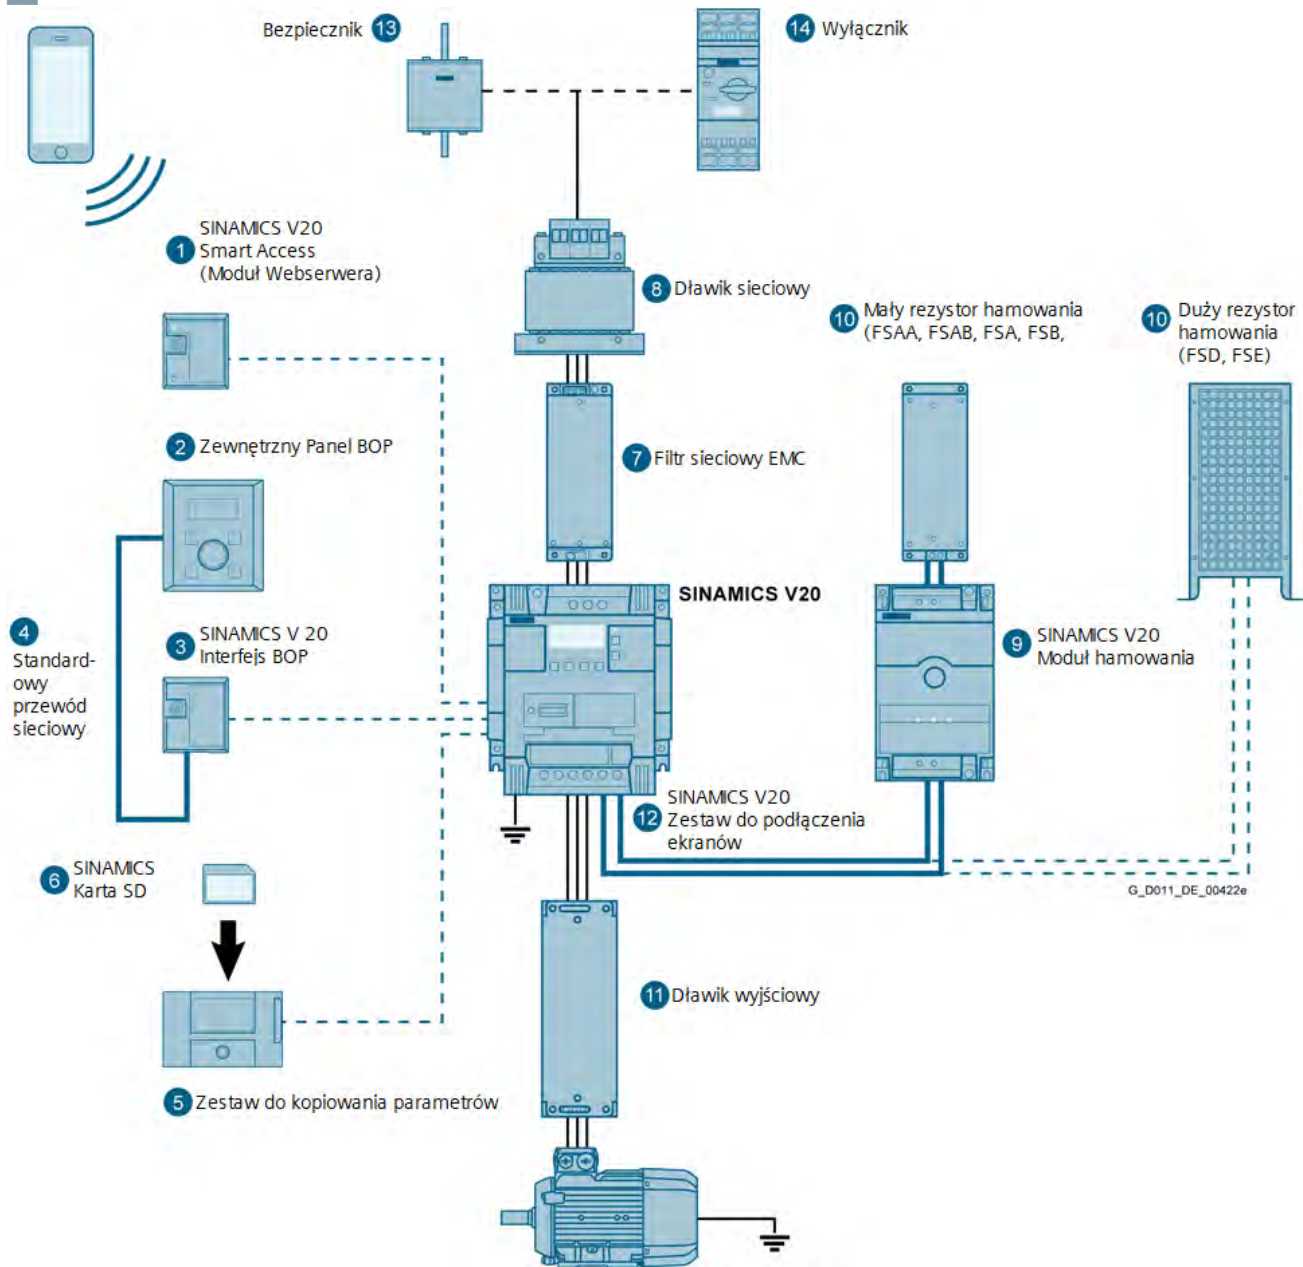 Bezpiecznik 13
14 Wyłącznik
SINAMICS V20
1 Smart Access
(Moduł Webserwera)
8 Dławik sieciowy
10 Mały rezystor hamowania
(FSAA, FSAB, FSA, FSB,
10 Duży rezystor
hamowania
(FSD, FSE)
2 Zewnętrzny Panel BOP
7 Filtr sieciowy EMC
SINAMICS V20
4
Standard-
owy
przewód
sieciowy
3 SINAMICS V 20
Interfejs BOP
9 SINAMICS V20
Moduł hamowania
12 SINAMICS V20
Zestaw do podłączenia
ekranów
6 SINAMICS
Karta SD
G_D011_DE_00422e
11 Dławik wyjściowy
5 Zestaw do kopiowania parametrów